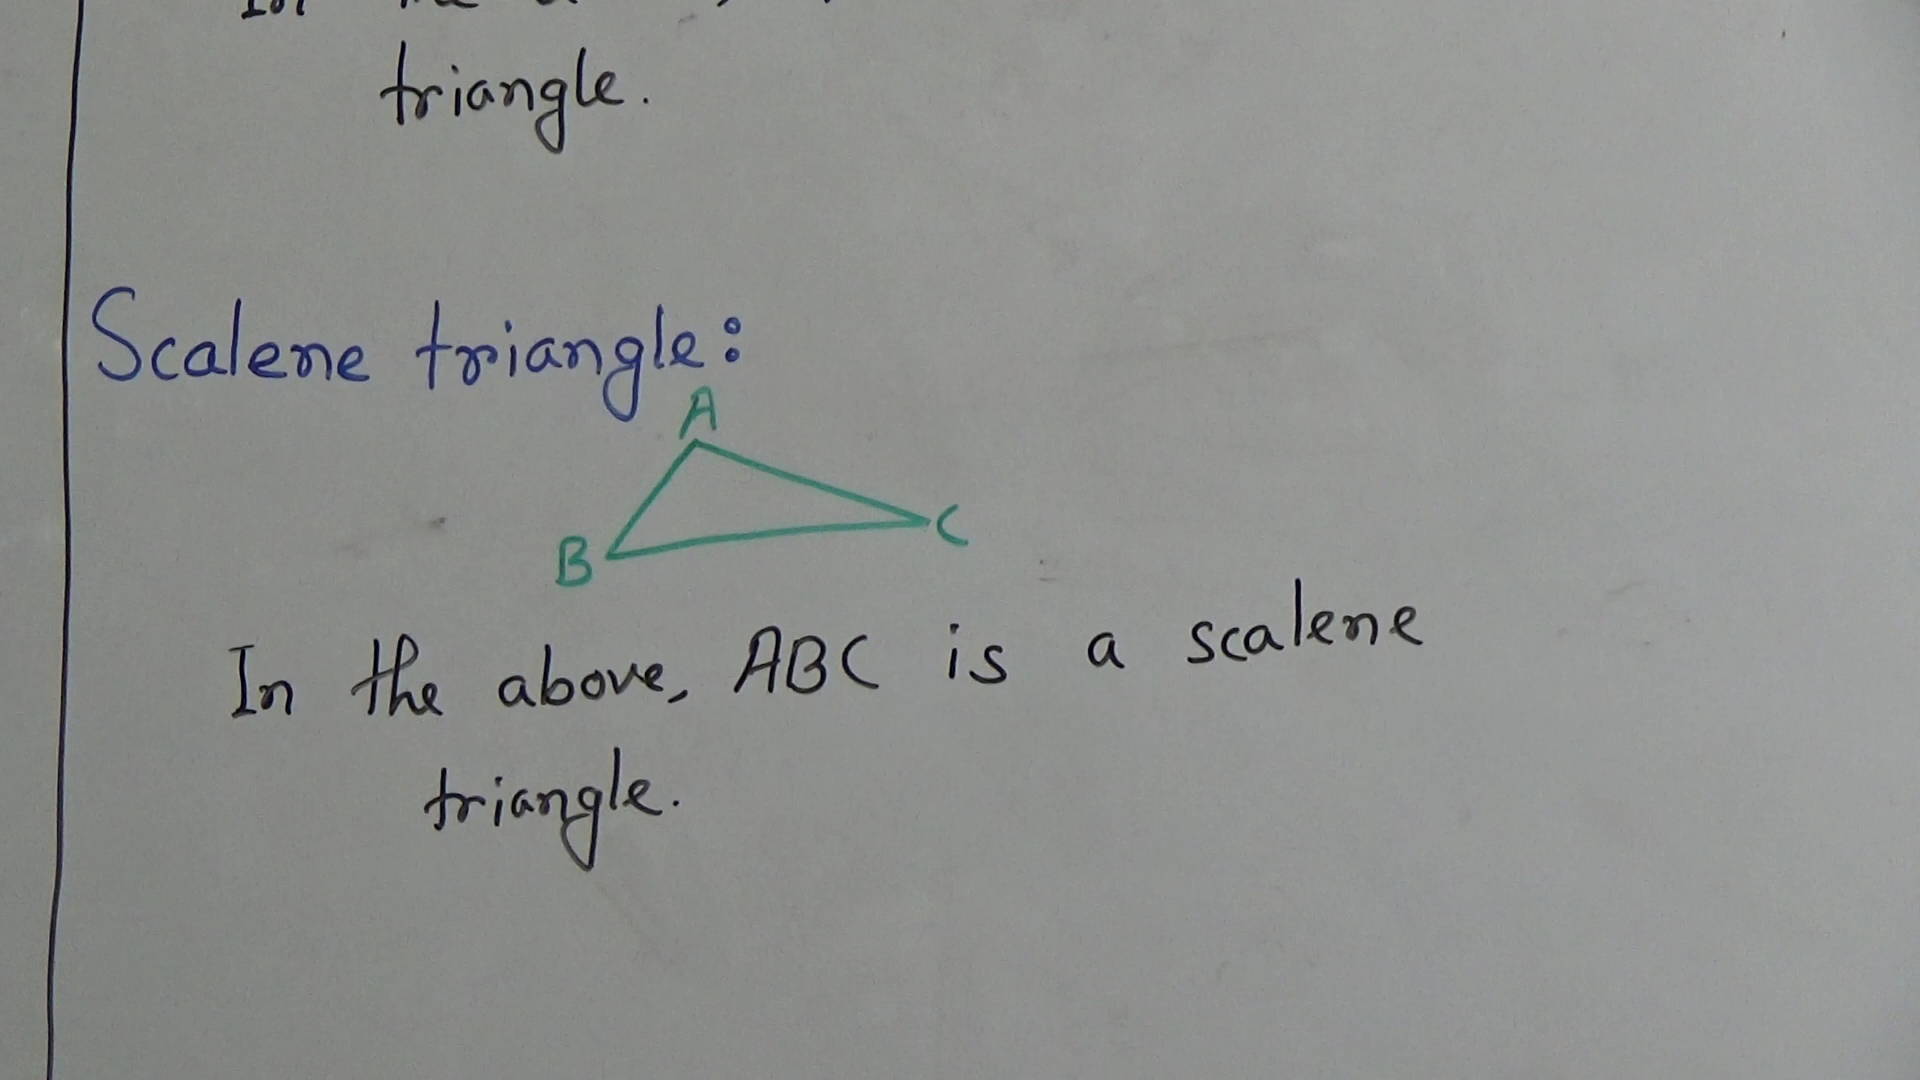 triangle.
Scalene triangle:
A
B
C
In the above, ABC is a scalene
triangle.